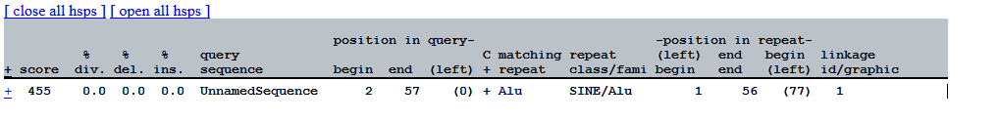 [ close all hsps ] [ open all hsps ]
position in query- -position in repeat-
% % % query C matching repeat (left) end begin linkage
+ score div. del. ins. sequence begin end (left) + repeat class/fami begin end (left) id/graphic
+ 455 0.0 0.0 0.0 UnnamedSequence 2 57 (0) + Alu SINE/Alu 1 56 (77) 1